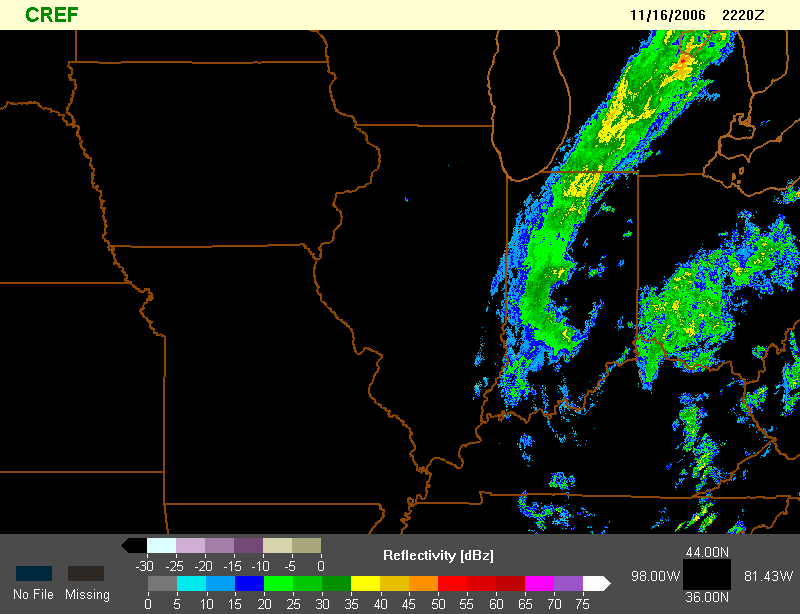 CREF 11/16/2006 2220Z
-30 -25 -20 -15 -10 -5 0
Reflectivity [dBz]
44.00N
98.00W 81.43W
No File Missing
36.00N
0 5 10 15 20 25 30 35 40 45 50 55 60 65 70 75